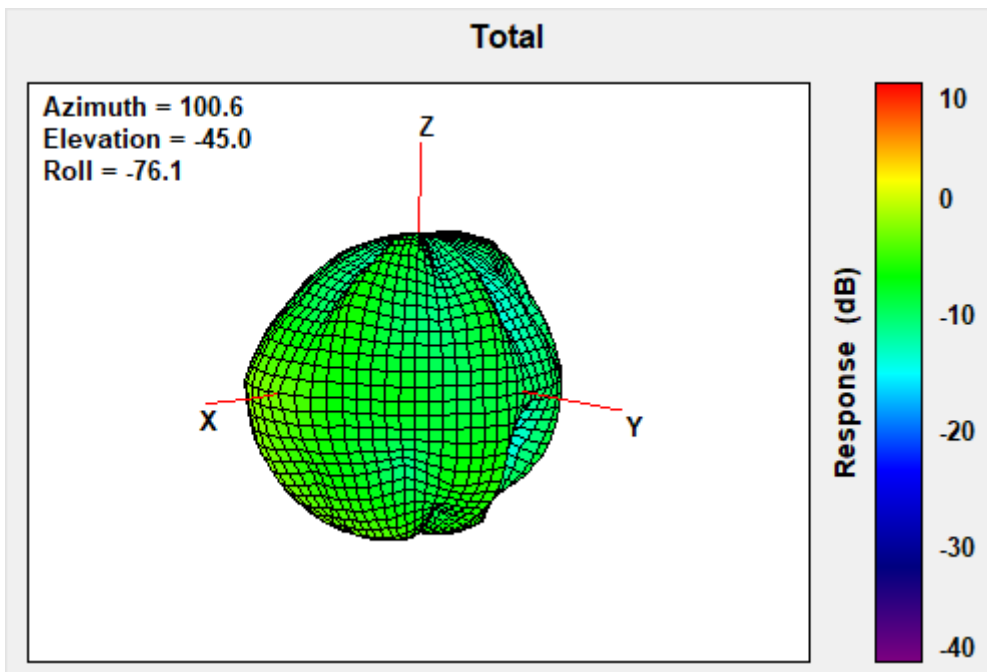 Total
Azimuth = 100.6
Elevation = -45.0
Roll = -76.1
Z
X
Y
Response (dB)
10
0
-10
-20
-30
-40